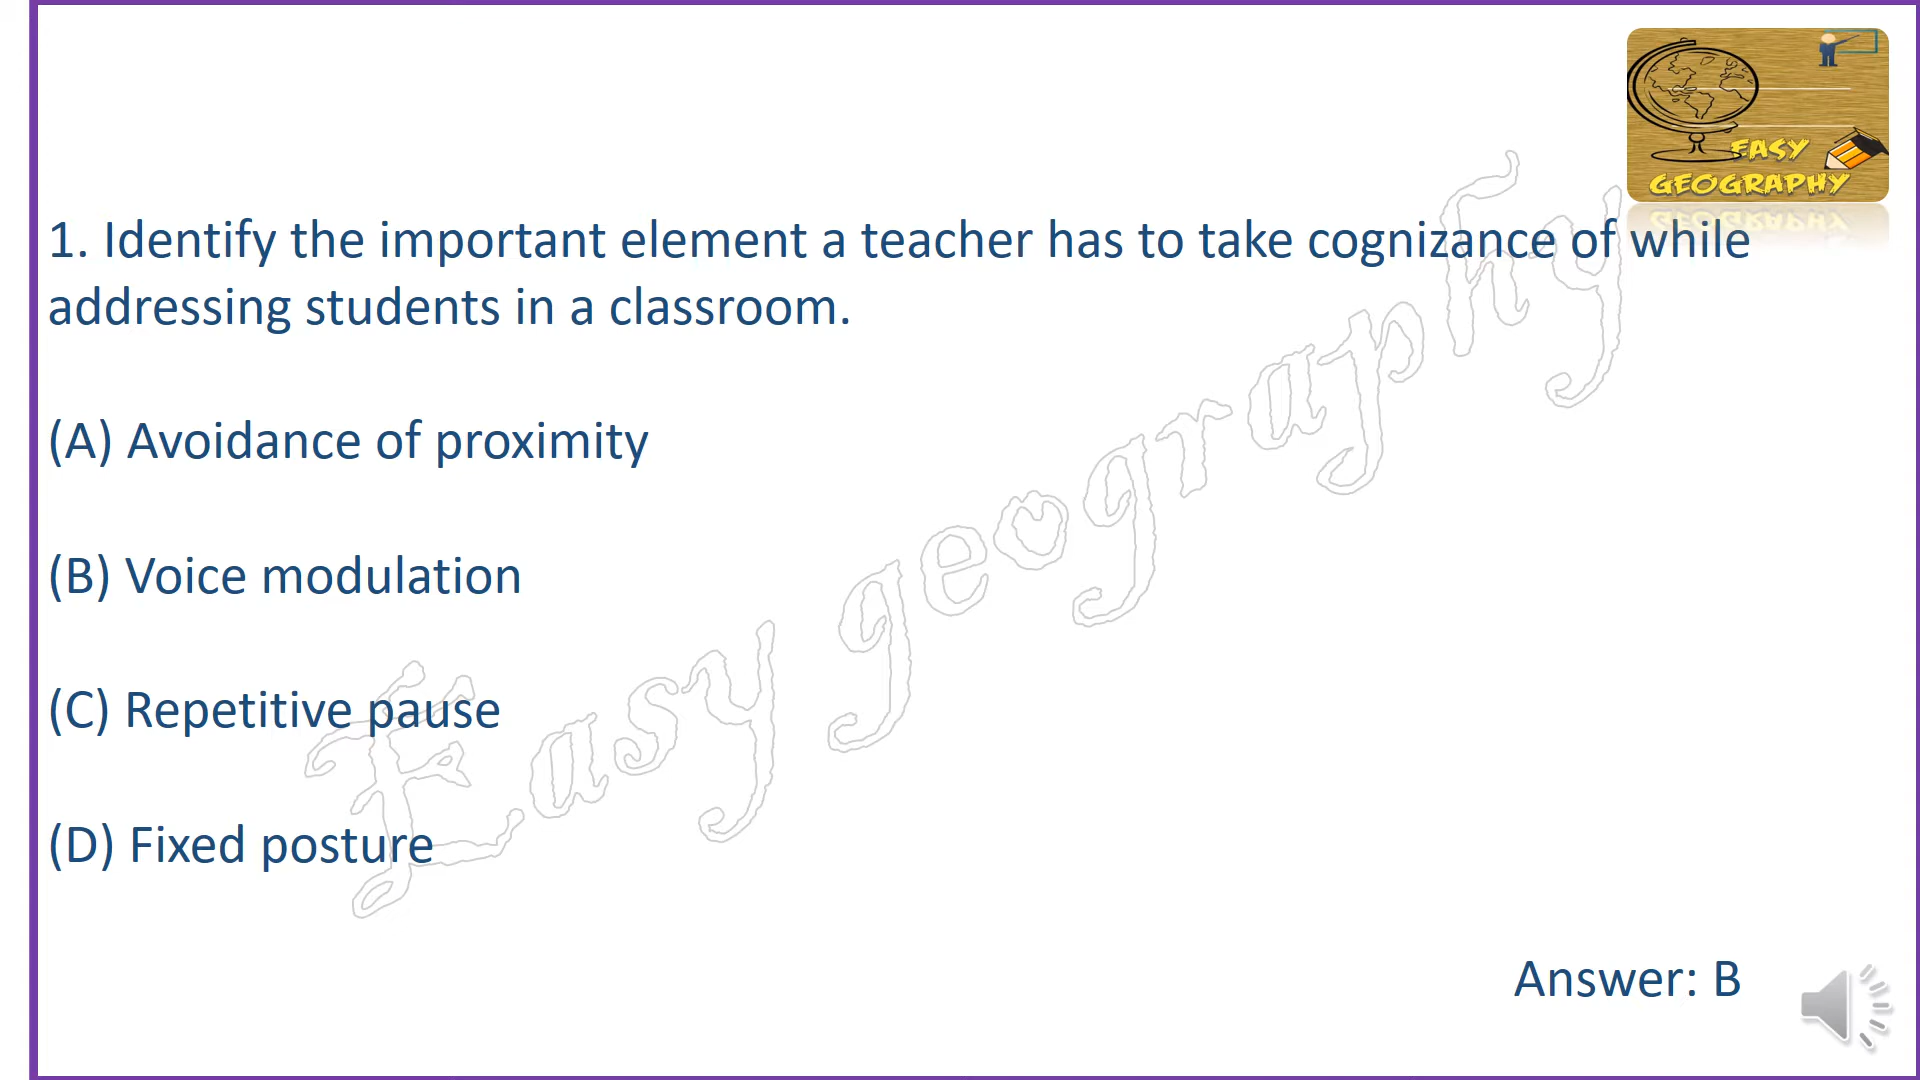 EASY
GEOGRAPHY
1. Identify the important element a teacher has to take cognizance of while
addressing students in a classroom.
(A) Avoidance of proximity
(B) Voice modulation
(C) Repetitive pause
(D) Fixed posture
Easy geography
Answer: B